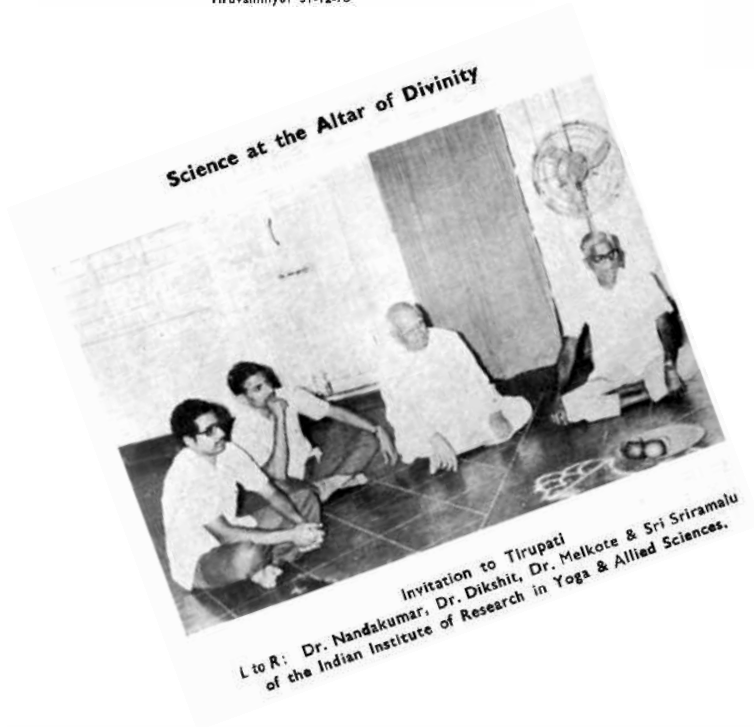 Science at the Altar of Divinity
Invitation to Tirupati
L to R: Dr. Nandakumar, Dr. Dikshit, Dr. Melkote & Sri Sriramalu
of the Indian Institute of Research in Yoga & Allied Sciences.